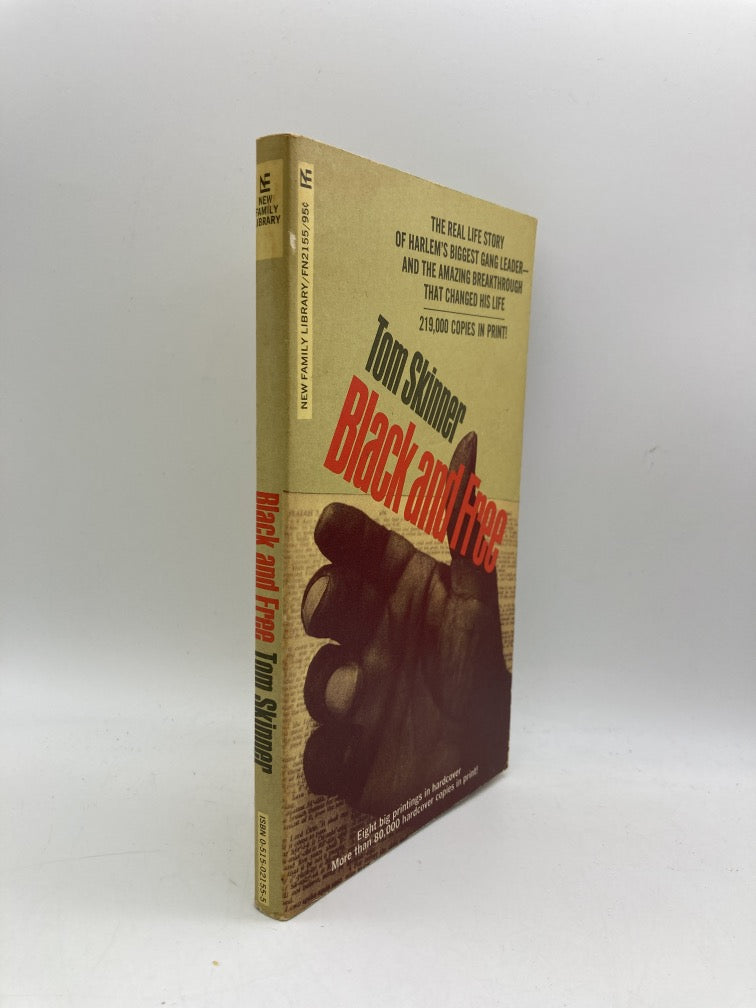 NEW
FAMILY
LIBRARY
Black and Free Tom Skinner
ISBN 0-515-02155-5
NEW FAMILY LIBRARY/FN2155/95¢
THE REAL LIFE STORY
OF HARLEM'S BIGGEST GANG LEADER—
AND THE AMAZING BREAKTHROUGH
THAT CHANGED HIS LIFE
219,000 COPIES IN PRINT!
Tom Skinner
Black and Free
Eight big printings in hardcover
More than 80,000 hardcover copies in print!